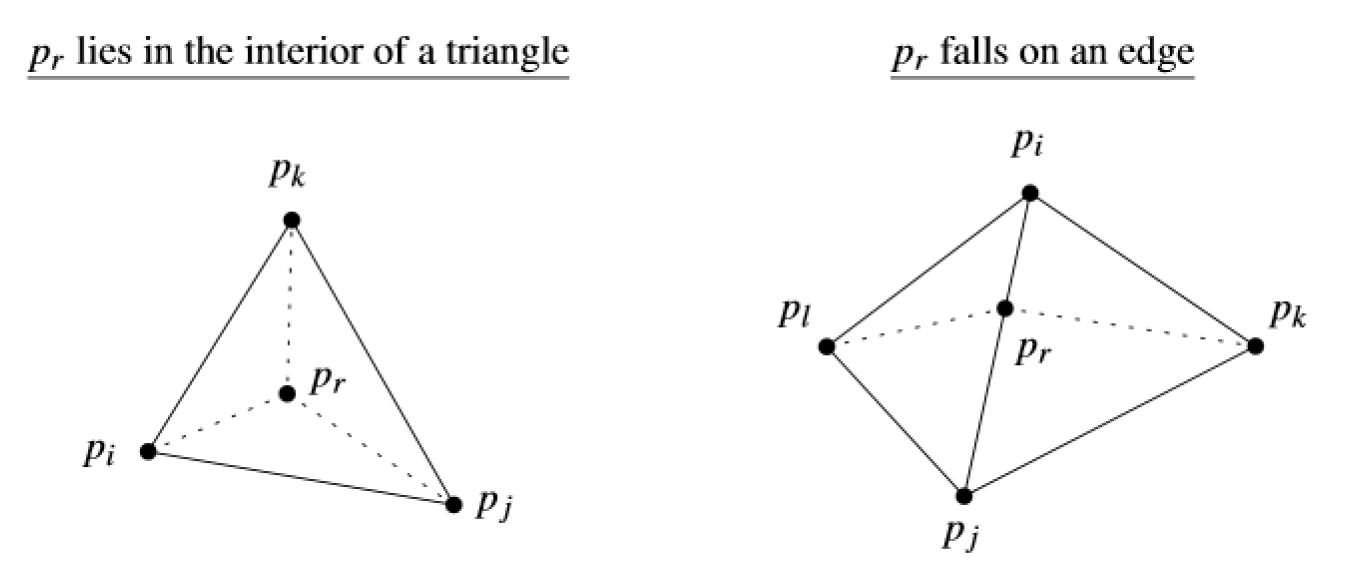 p_r lies in the interior of a triangle
p_r falls on an edge
p_k
p_r
p_i
p_j
p_i
p_l
p_k
p_r
p_j